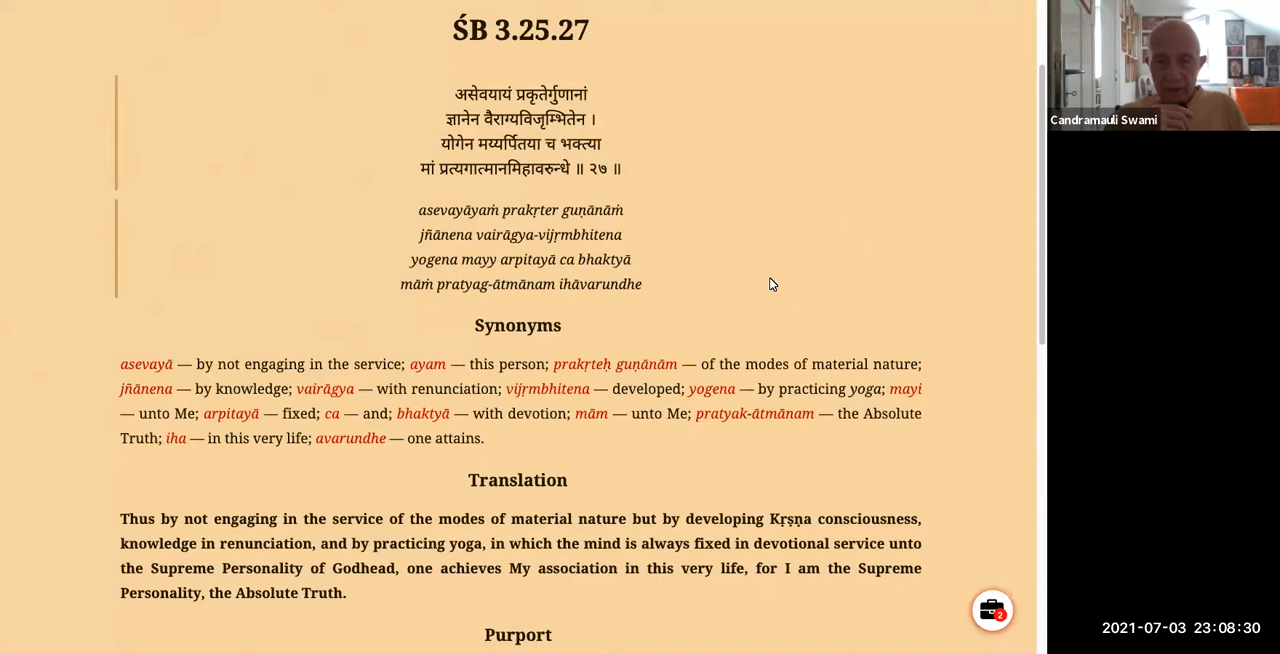 ŚB 3.25.27
असेवयायं प्रकृतेर्गुणानां
ज्ञानेन वैराग्यविजृम्भितेन ।
योगेन मय्यर्पितया च भक्त्या
मां प्रत्यगात्मानमिहावरुन्धे ॥ २७ ॥
asevayāyaṁ prakṛter guṇānāṁ
jñānena vairāgya-vijṛmbhitena
yogena mayy arpitayā ca bhaktyā
māṁ pratyag-ātmānam ihāvarundhe
Synonyms
asevayā — by not engaging in the service; ayam — this person; prakṛteḥ guṇānām — of the modes of material nature;
jñānena — by knowledge; vairāgya — with renunciation; vijṛmbhitena — developed; yogena — by practicing yoga; mayi
— unto Me; arpitayā — fixed; ca — and; bhaktyā — with devotion; mām — unto Me; pratyak-ātmānam — the Absolute
Truth; iha — in this very life; avarundhe — one attains.
Translation
Thus by not engaging in the service of the modes of material nature but by developing Kṛṣṇa consciousness,
knowledge in renunciation, and by practicing yoga, in which the mind is always fixed in devotional service unto
the Supreme Personality of Godhead, one achieves My association in this very life, for I am the Supreme
Personality, the Absolute Truth.
Purport
2
Candramauli Swami
2021-07-03 23:08:30